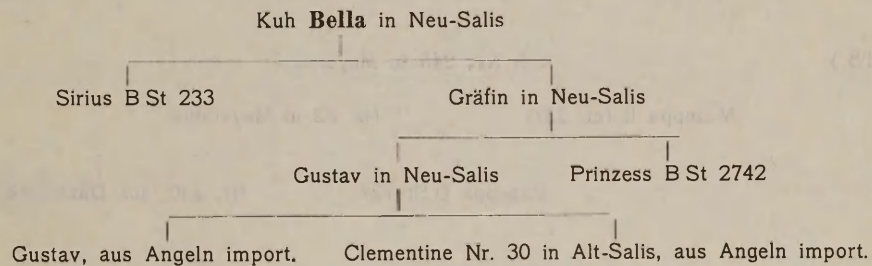 Kuh Bella in Neu-Salis
Sirius B St 233 Gräfin in Neu-Salis
Gustav in Neu-Salis Prinzess B St 2742
Gustav, aus Angeln import. Clementine Nr. 30 in Alt-Salis, aus Angeln import.